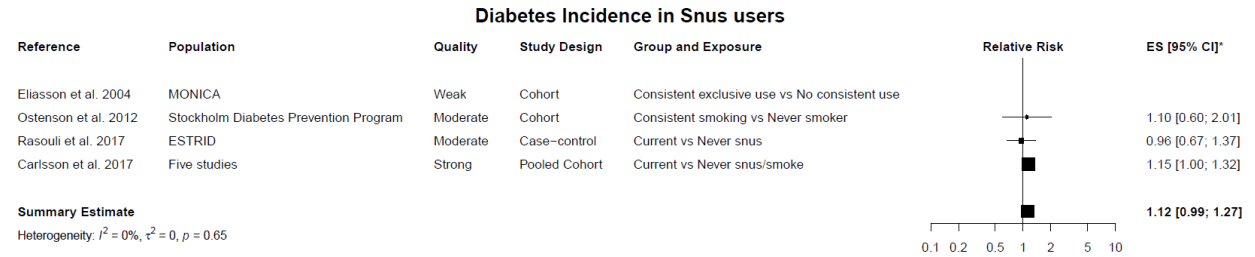 Diabetes Incidence in Snus users
Reference Population Quality Study Design Group and Exposure Relative Risk ES [95% CI]*
Eliasson et al. 2004 MONICA Weak Cohort Consistent exclusive use vs No consistent use
Ostenson et al. 2012 Stockholm Diabetes Prevention Program Moderate Cohort Consistent smoking vs Never smoker 1.10 [0.60; 2.01]
Rasouli et al. 2017 ESTRID Moderate Case−control Current vs Never snus 0.96 [0.67; 1.37]
Carlsson et al. 2017 Five studies Strong Pooled Cohort Current vs Never snus/smoke 1.15 [1.00; 1.32]
Summary Estimate 1.12 [0.99; 1.27]
Heterogeneity: I² = 0%, τ² = 0, p = 0.65
0.1 0.2 0.5 1 2 5 10